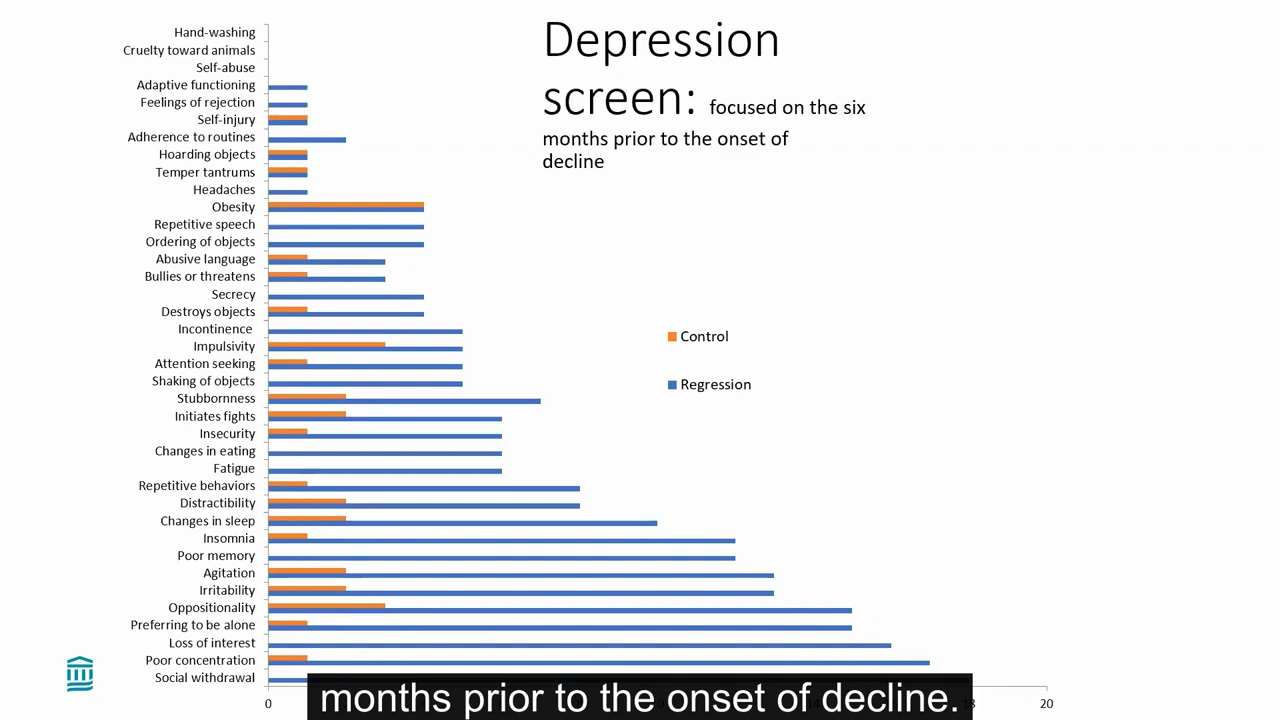 Depression
screen: focused on the six
months prior to the onset of
decline
Hand-washing
Cruelty toward animals
Self-abuse
Adaptive functioning
Feelings of rejection
Self-injury
Adherence to routines
Hoarding objects
Temper tantrums
Headaches
Obesity
Repetitive speech
Ordering of objects
Abusive language
Bullies or threatens
Secrecy
Destroys objects
Incontinence
Impulsivity
Attention seeking
Shaking of objects
Stubbornness
Initiates fights
Insecurity
Changes in eating
Fatigue
Repetitive behaviors
Distractibility
Changes in sleep
Insomnia
Poor memory
Agitation
Irritability
Oppositionality
Preferring to be alone
Loss of interest
Poor concentration
Social withdrawal
Control
Regression
0 20
months prior to the onset of decline.